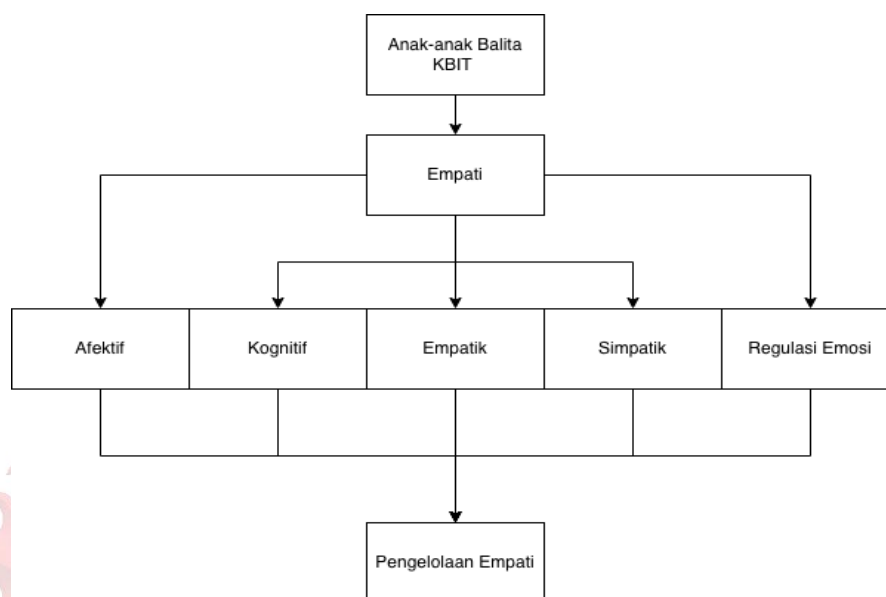 Anak-anak Balita
KBIT
Empati
Afektif
Kognitif
Empatik
Simpatik
Regulasi Emosi
Pengelolaan Empati